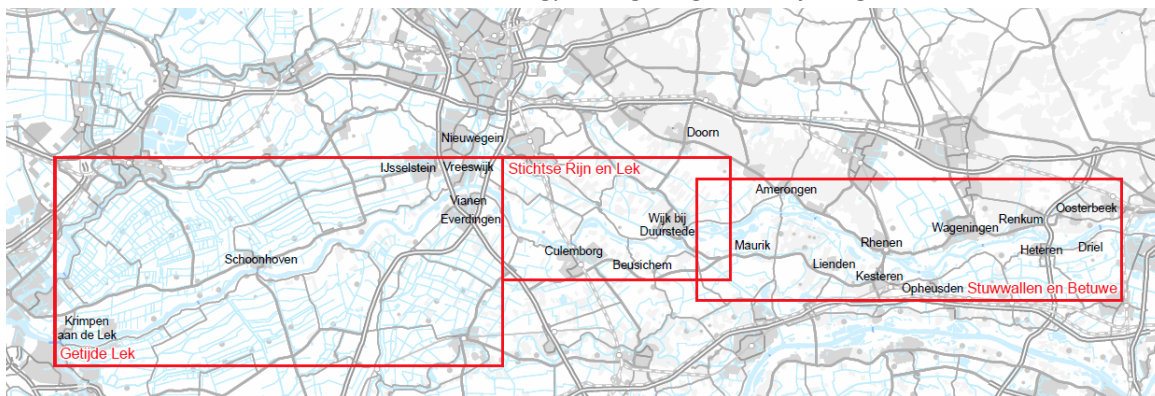 Nieuwegein
Doorn
IJsselstein
Vreeswijk
Stichtse Rijn en Lek
Vianen
Everdingen
Amerongen
Oosterbeek
Wijk bij
Duurstede
Renkum
Wageningen
Schoonhoven
Culemborg
Beusichem
Maurik
Rhenen
Heteren
Driel
Lienden
Kesteren
Opheusden
Stuwwallen en Betuwe
Krimpen
aan de Lek
Getijde Lek